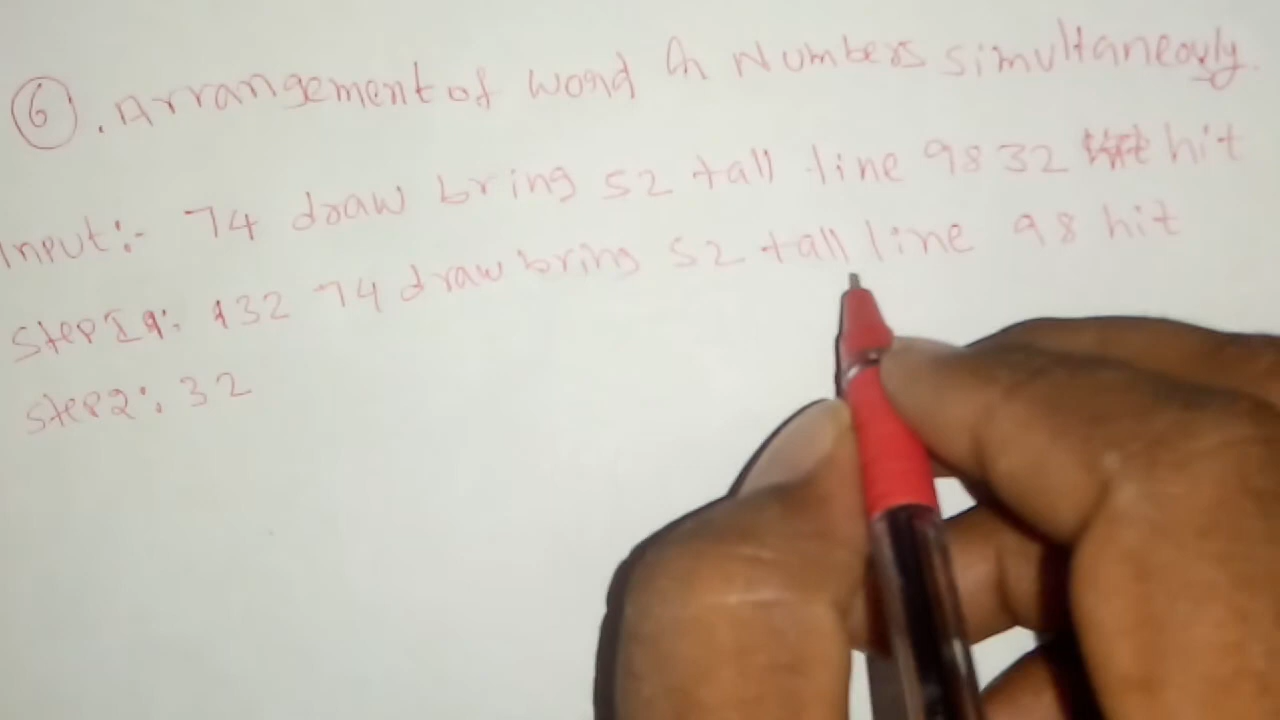 6. Arrangement of word & Numbers simultaneously.
Input:- 74 draw bring 52 tall line 98 32 hit
Step I: 32 74 draw bring 52 tall line 98 hit
Step 2: 32